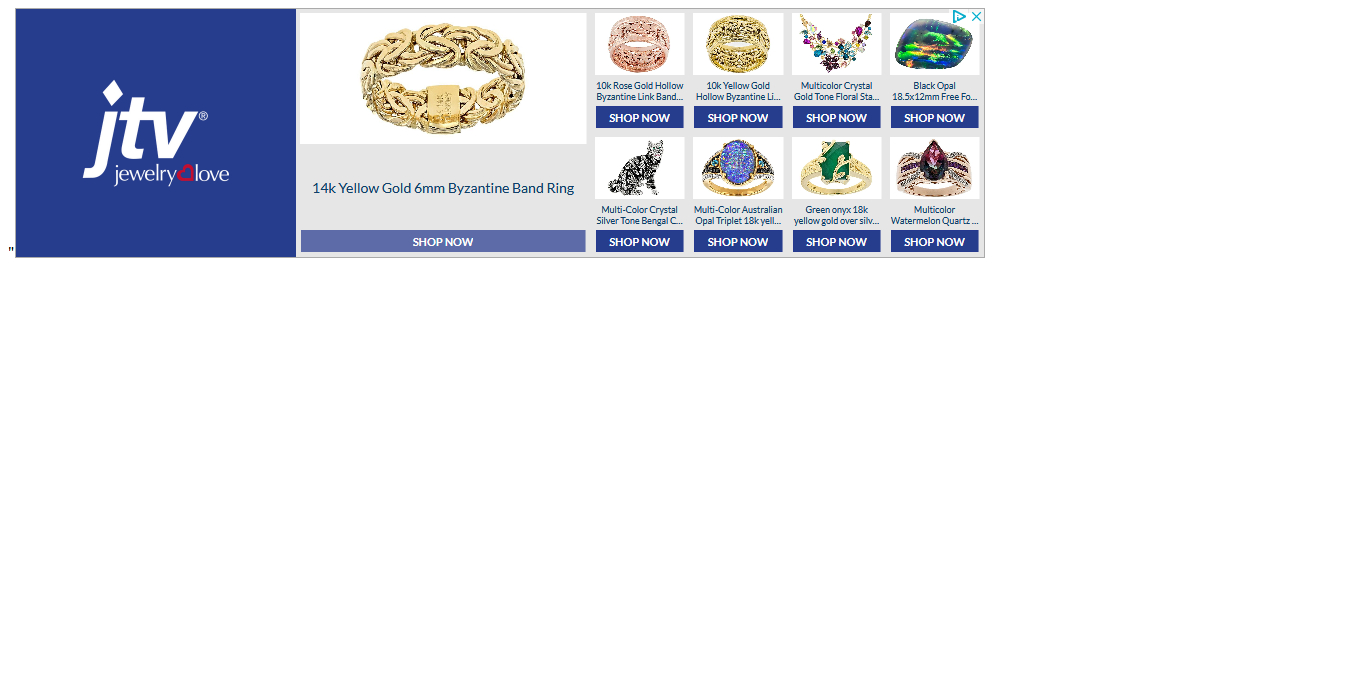 "
jtv®
jewelry love
14k Yellow Gold 6mm Byzantine Band Ring
SHOP NOW
10k Rose Gold Hollow
Byzantine Link Band...
SHOP NOW
10k Yellow Gold
Hollow Byzantine Li...
SHOP NOW
Multicolor Crystal
Gold Tone Floral Sta...
SHOP NOW
Black Opal
18.5x12mm Free Fo...
SHOP NOW
Multi-Color Crystal
Silver Tone Bengal C...
SHOP NOW
Multi-Color Australian
Opal Triplet 18k yell...
SHOP NOW
Green onyx 18k
yellow gold over silv...
SHOP NOW
Multicolor
Watermelon Quartz ...
SHOP NOW